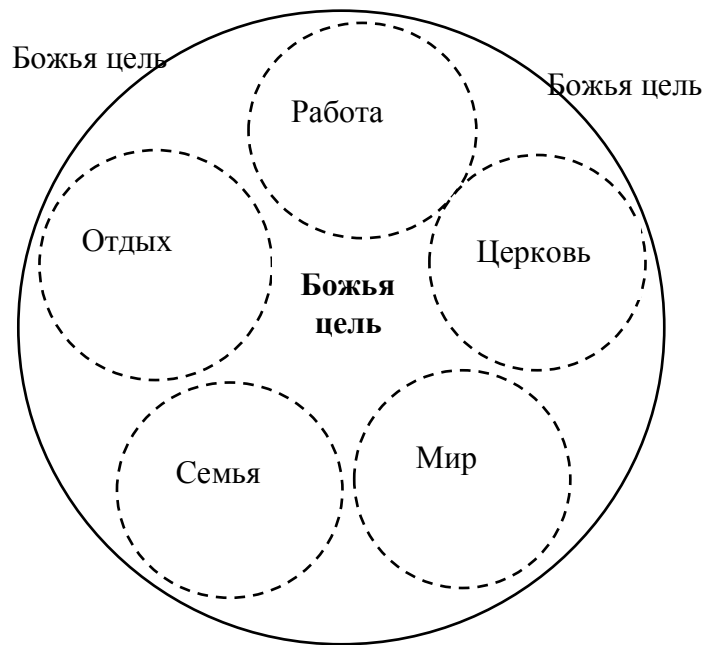 Божья цель
Божья цель
Работа
Отдых
Церковь
Божья
цель
Семья
Мир